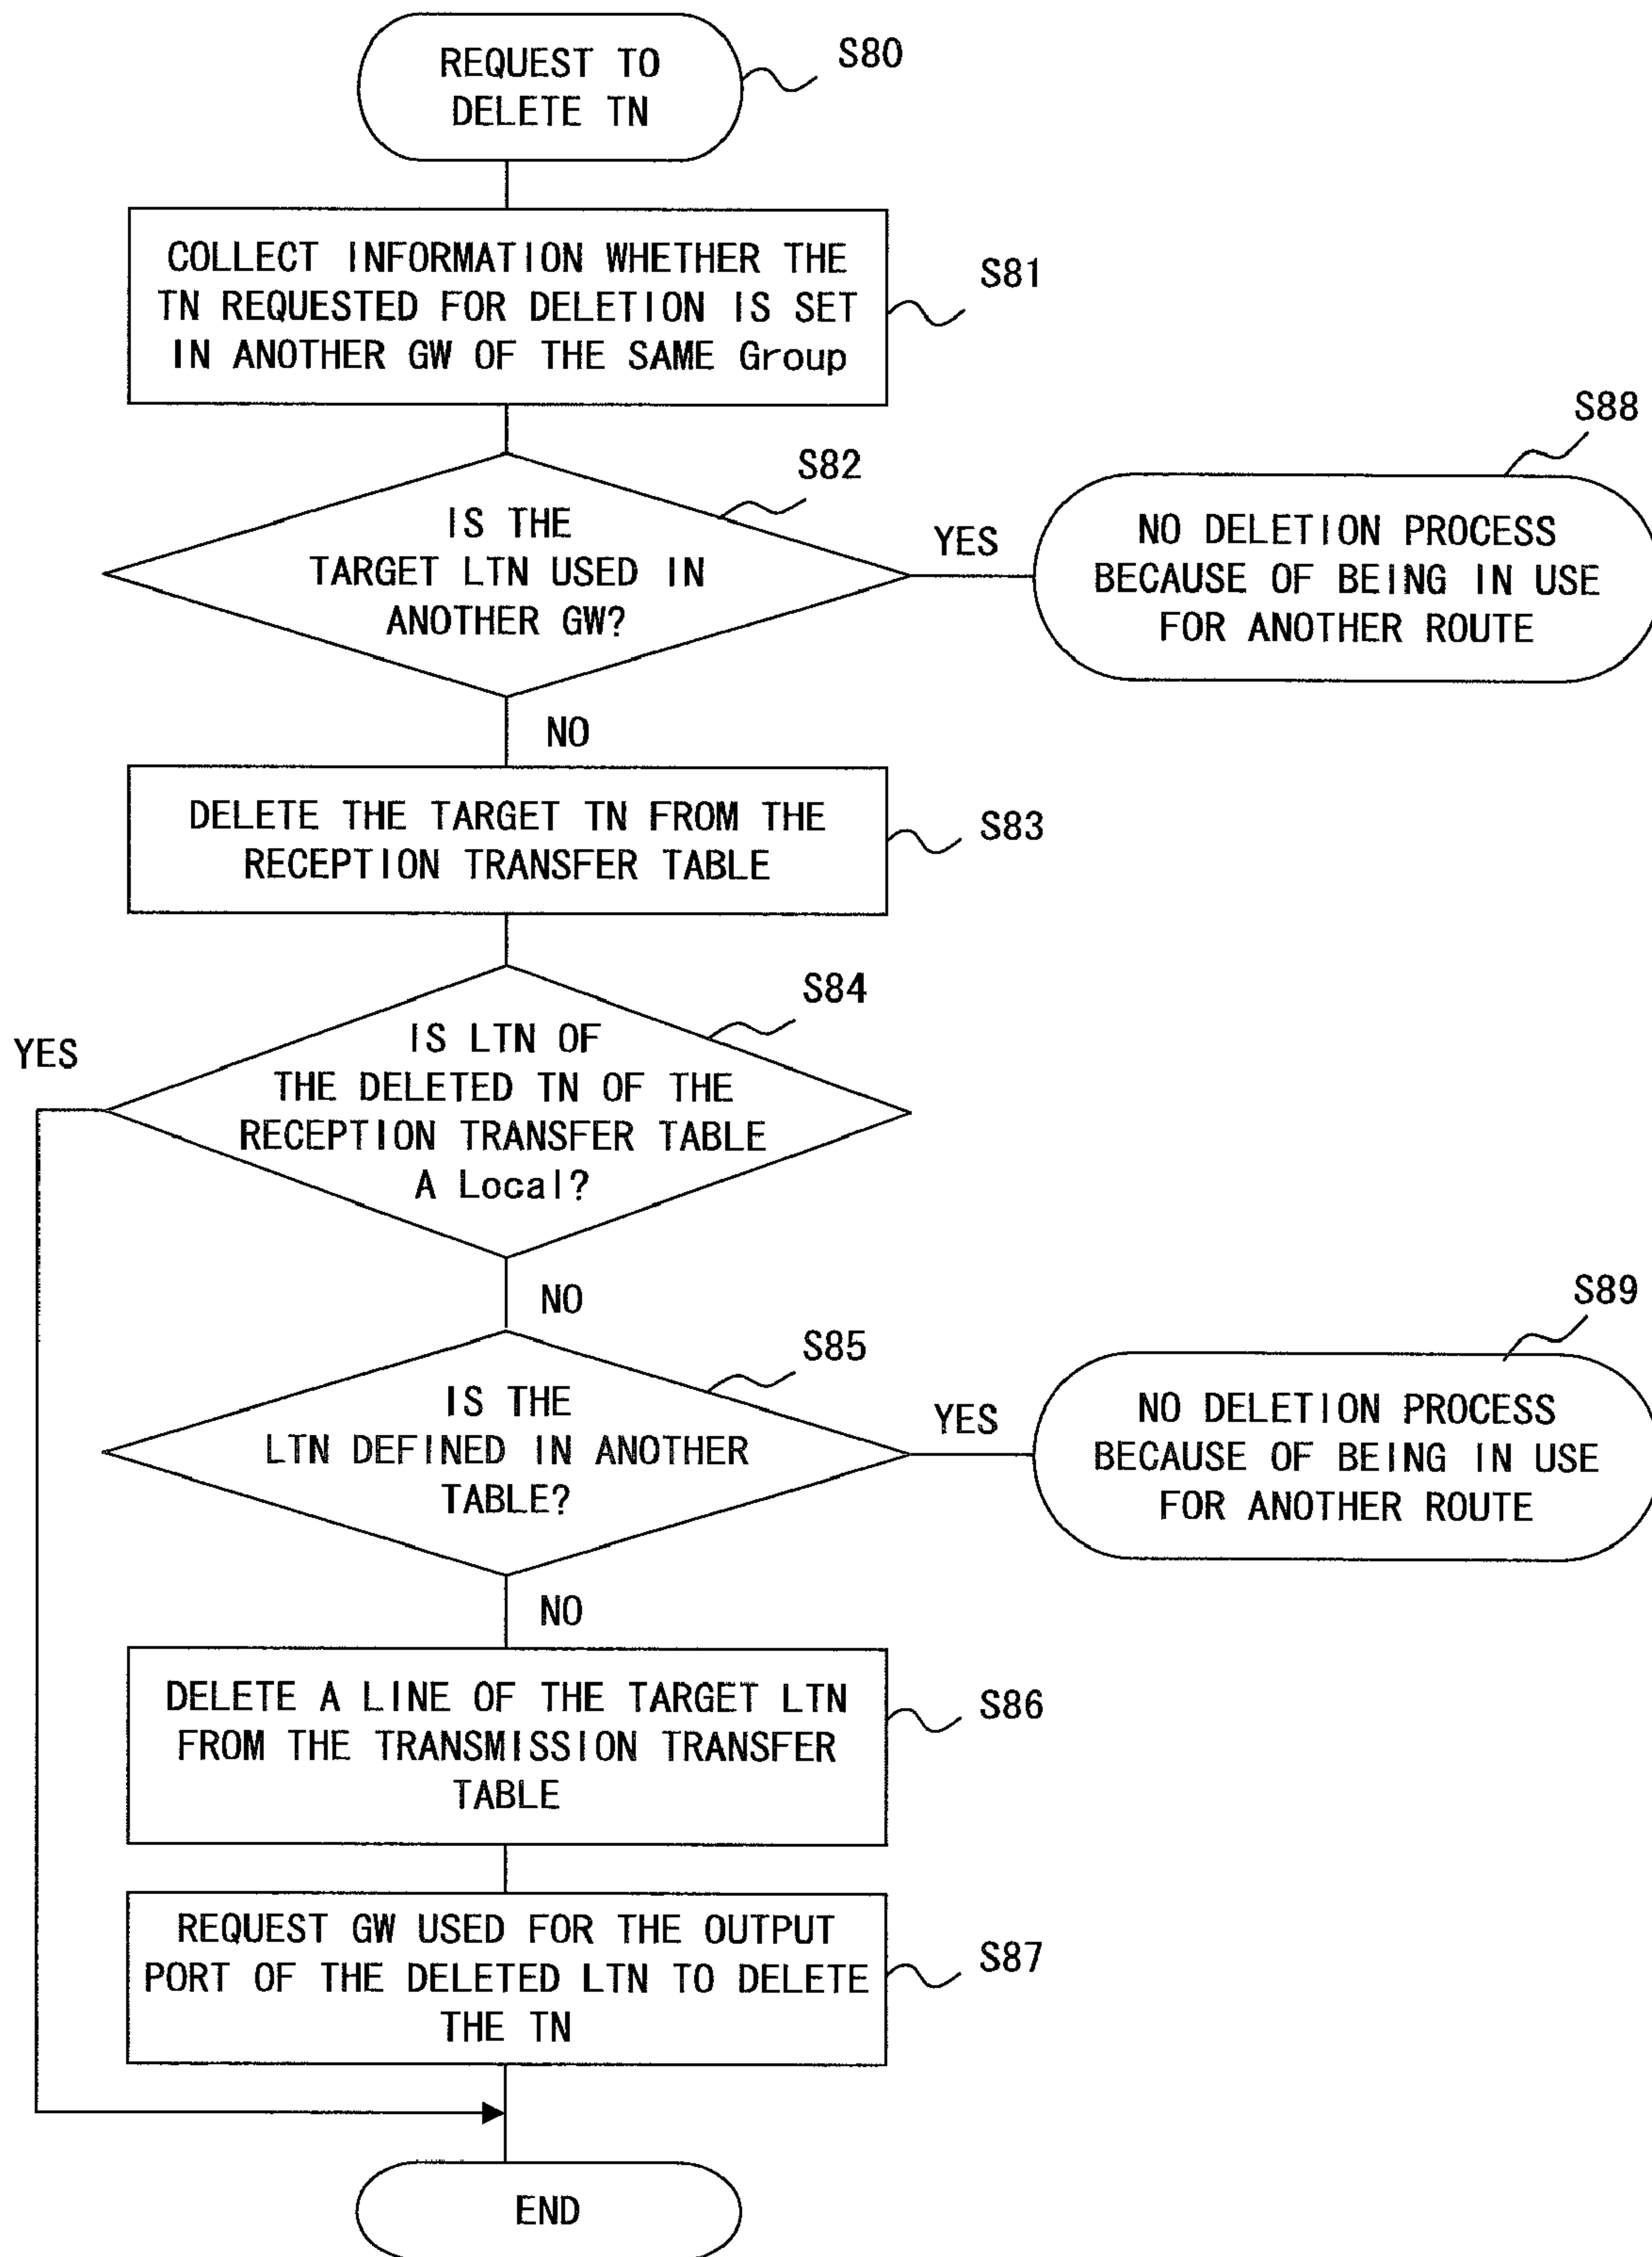 REQUEST TO
DELETE TN
S80
COLLECT INFORMATION WHETHER THE
TN REQUESTED FOR DELETION IS SET
IN ANOTHER GW OF THE SAME Group
S81
IS THE
TARGET LTN USED IN
ANOTHER GW?
S82
YES
NO DELETION PROCESS
BECAUSE OF BEING IN USE
FOR ANOTHER ROUTE
S88
NO
DELETE THE TARGET TN FROM THE
RECEPTION TRANSFER TABLE
S83
IS LTN OF
THE DELETED TN OF THE
RECEPTION TRANSFER TABLE
A Local?
S84
YES
NO
IS THE
LTN DEFINED IN ANOTHER
TABLE?
S85
YES
NO DELETION PROCESS
BECAUSE OF BEING IN USE
FOR ANOTHER ROUTE
S89
NO
DELETE A LINE OF THE TARGET LTN
FROM THE TRANSMISSION TRANSFER
TABLE
S86
REQUEST GW USED FOR THE OUTPUT
PORT OF THE DELETED LTN TO DELETE
THE TN
S87
END